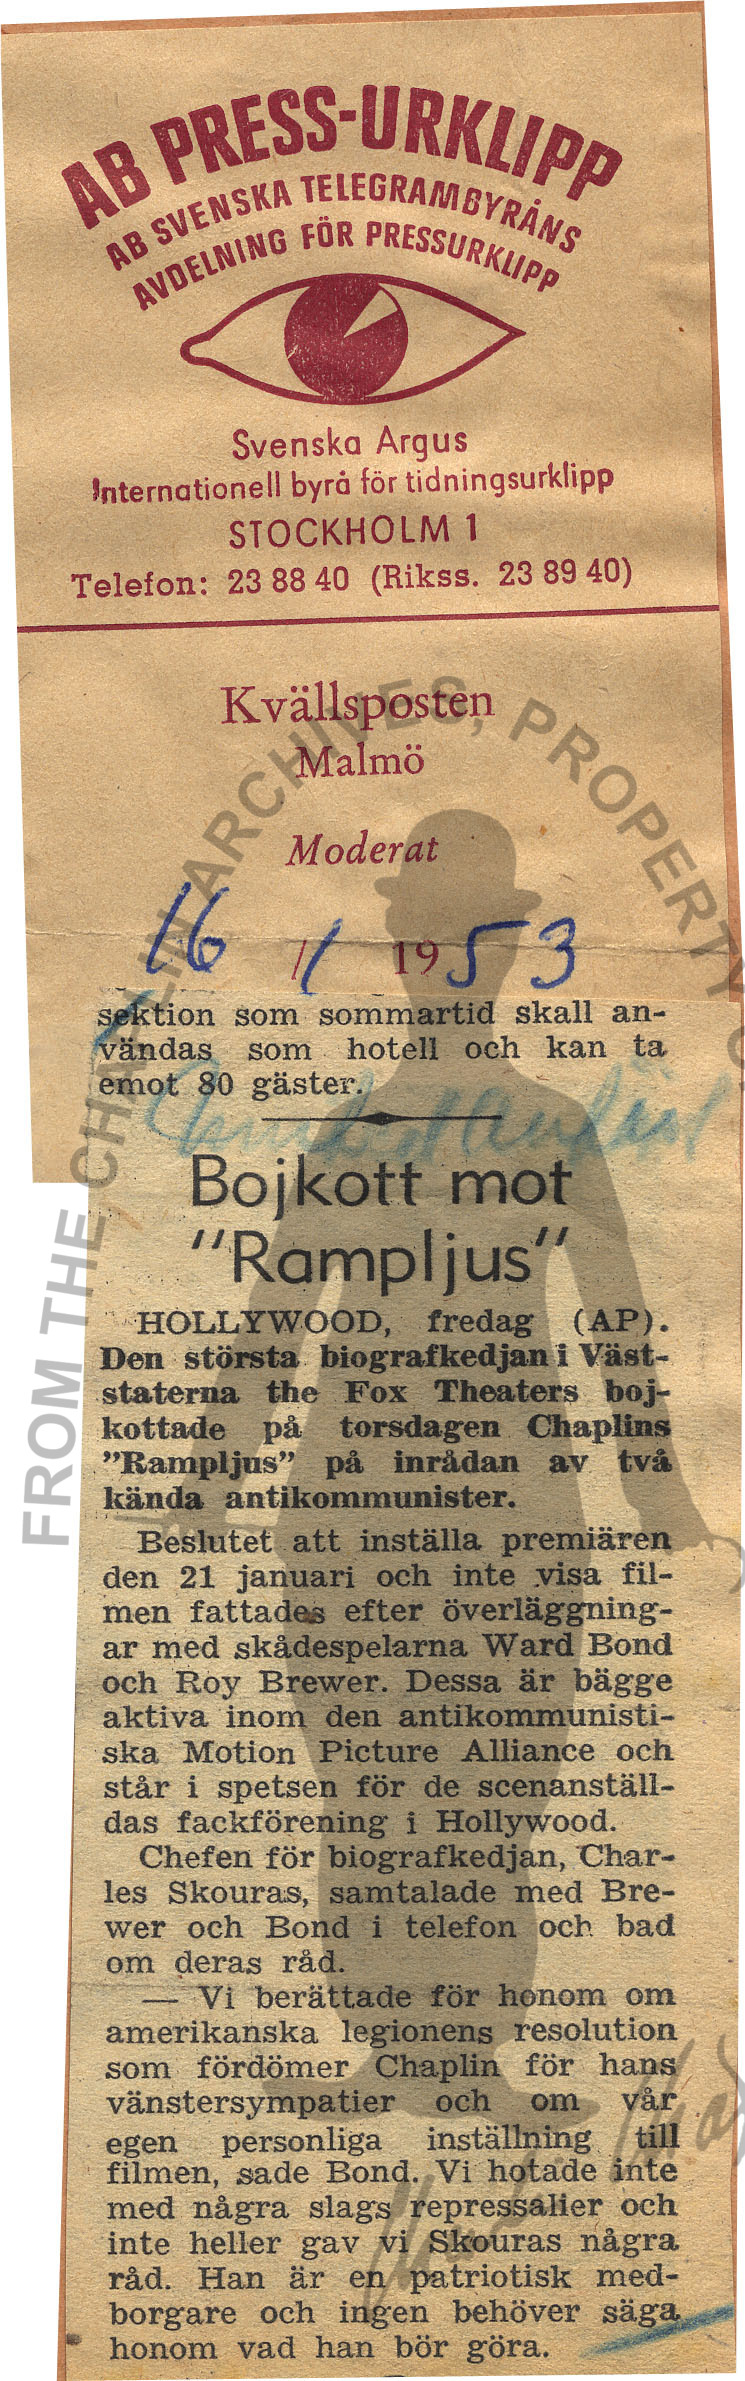 AB PRESS-URKLIPP
AB SVENSKA TELEGRAMBYRÅNS
AVDELNING FÖR PRESSURKLIPP
Svenska Argus
Internationell byrå för tidningsurklipp
STOCKHOLM 1
Telefon: 23 88 40 (Rikss. 23 89 40)
Kvällsposten
Malmö
Moderat
16 / 1 1953
sektion som sommartid skall an-
vändas som hotell och kan ta
emot 80 gäster.
Bojkott mot
"Rampljus"
HOLLYWOOD, fredag (AP).
Den största biografkedjan i Väst-
staterna the Fox Theaters boj-
kottade på torsdagen Chaplins
"Rampljus" på inrådan av två
kända antikommunister.
Beslutet att inställa premiären
den 21 januari och inte visa fil-
men fattades efter överläggning-
ar med skådespelarna Ward Bond
och Roy Brewer. Dessa är bägge
aktiva inom den antikommunisti-
ska Motion Picture Alliance och
står i spetsen för de scenanställ-
das fackförening i Hollywood.
Chefen för biografkedjan, Char-
les Skouras, samtalade med Bre-
wer och Bond i telefon och bad
om deras råd.
— Vi berättade för honom om
amerikanska legionens resolution
som fördömer Chaplin för hans
vänstersympatier och om vår
egen personliga inställning till
filmen, sade Bond. Vi hotade inte
med några slags repressalier och
inte heller gav vi Skouras några
råd. Han är en patriotisk med-
borgare och ingen behöver säga
honom vad han bör göra.
FROM THE CHAPLIN ARCHIVES, PROPERTY